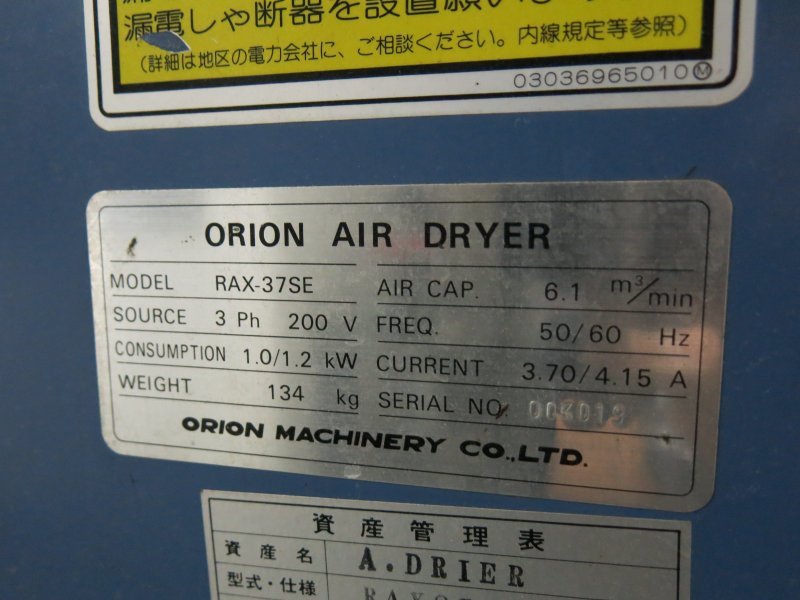 漏電しゃ断器を設置願い
(詳細は地区の電力会社に、ご相談ください。内線規定等参照)
03036965010Ⓜ
ORION AIR DRYER
MODEL RAX-37SE AIR CAP. 6.1 m³/min
SOURCE 3 Ph 200 V FREQ. 50/60 Hz
CONSUMPTION 1.0/1.2 kW CURRENT 3.70/4.15 A
WEIGHT 134 kg SERIAL NO.
ORION MACHINERY CO.,LTD.
資産管理表
資産名 A.DRIER
型式・仕様